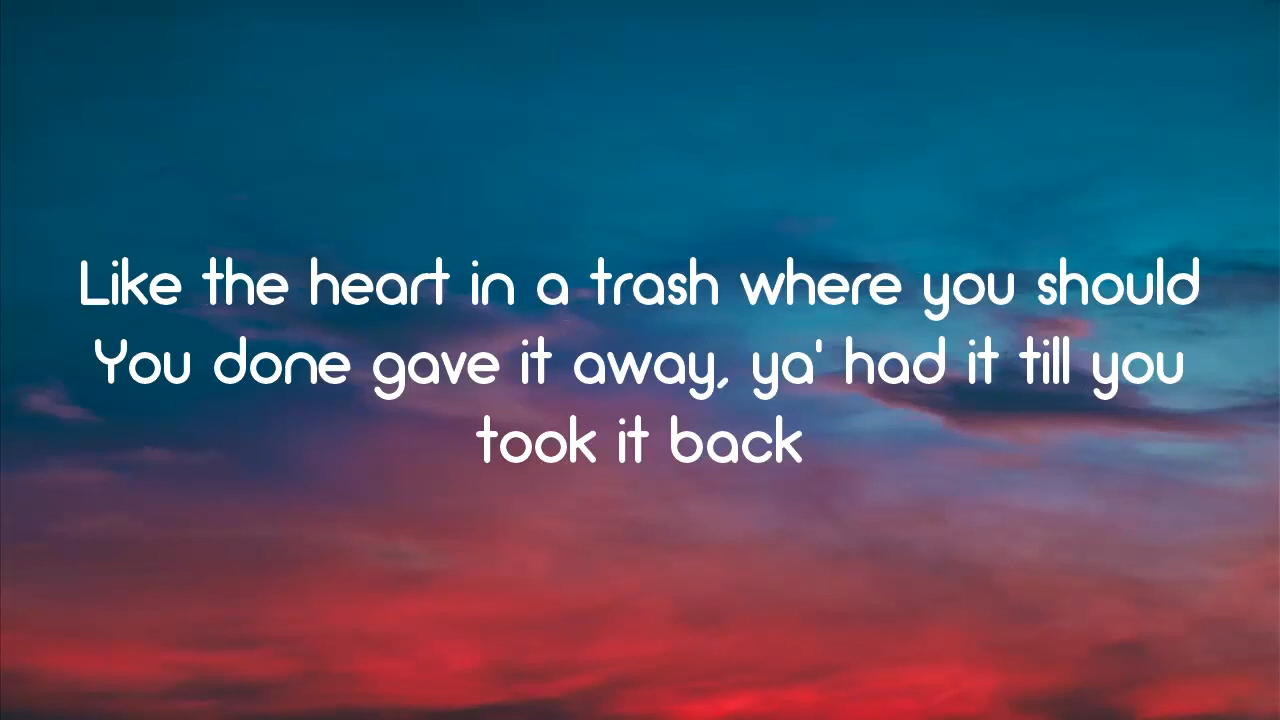 Like the heart in a trash where you should
You done gave it away, ya' had it till you
took it back